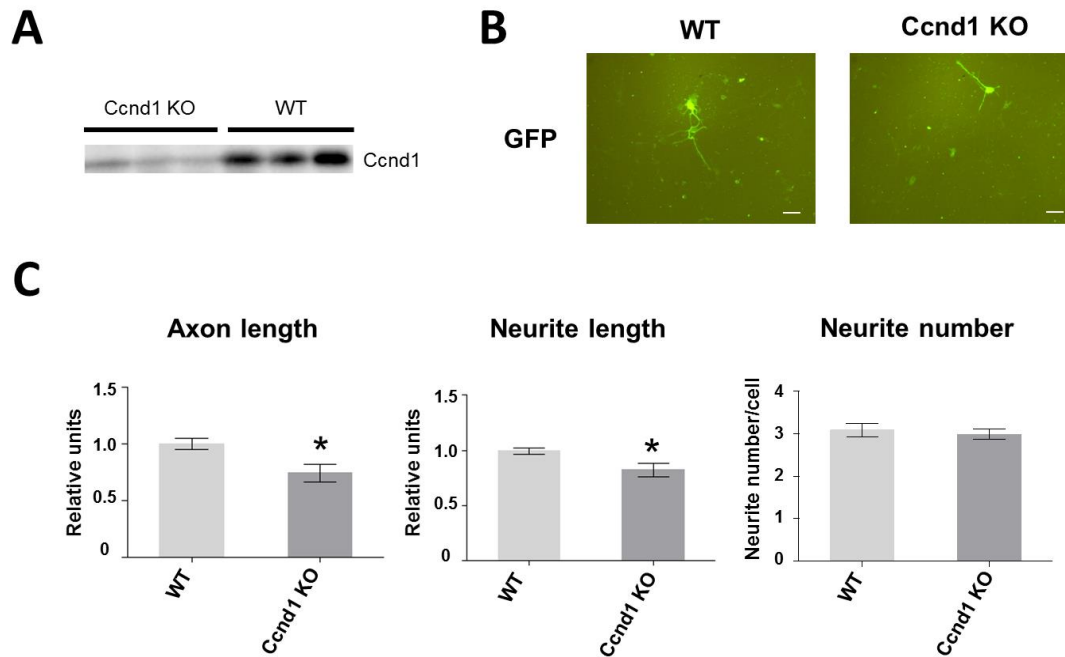 A
Ccnd1 KO WT
Ccnd1
B
WT Ccnd1 KO
GFP
C
Axon length
Relative units
1.5
1.0
0.5
0
WT
Ccnd1 KO
*
Neurite length
Relative units
1.5
1.0
0.5
0
WT
Ccnd1 KO
*
Neurite number
Neurite number/cell
4
3
2
1
0
WT
Ccnd1 KO